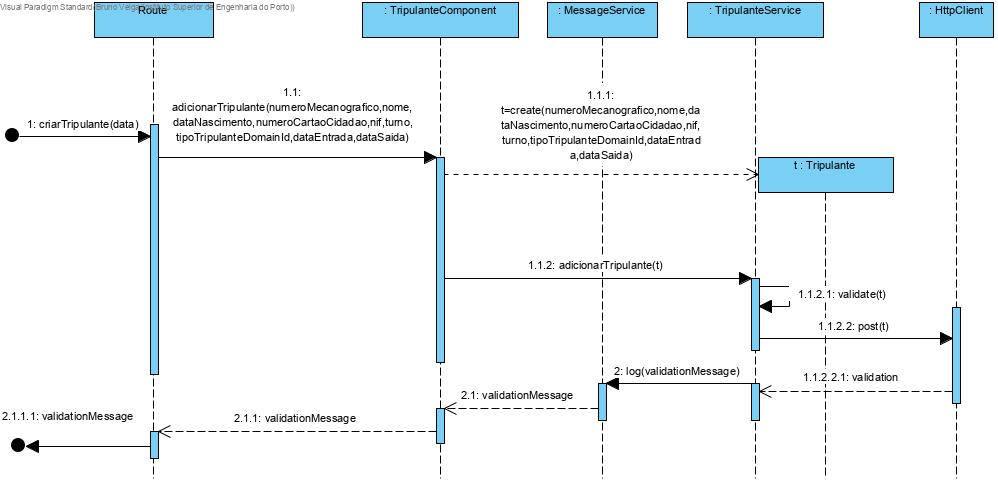 Visual Paradigm Standard(Bruno Veiga(Instituto Superior de Engenharia do Porto))
Route
: TripulanteComponent
: MessageService
: TripulanteService
: HttpClient
1: criarTripulante(data)
1.1:
adicionarTripulante(numeroMecanografico,nome,
dataNascimento,numeroCartaoCidadao,nif,turno,
tipoTripulanteDomainId,dataEntrada,dataSaida)
1.1.1:
t=create(numeroMecanografico,nome,da
taNascimento,numeroCartaoCidadao,nif,
turno,tipoTripulanteDomainId,dataEntrad
a,dataSaida)
t : Tripulante
1.1.2: adicionarTripulante(t)
1.1.2.1: validate(t)
1.1.2.2: post(t)
1.1.2.2.1: validation
2: log(validationMessage)
2.1: validationMessage
2.1.1: validationMessage
2.1.1.1: validationMessage